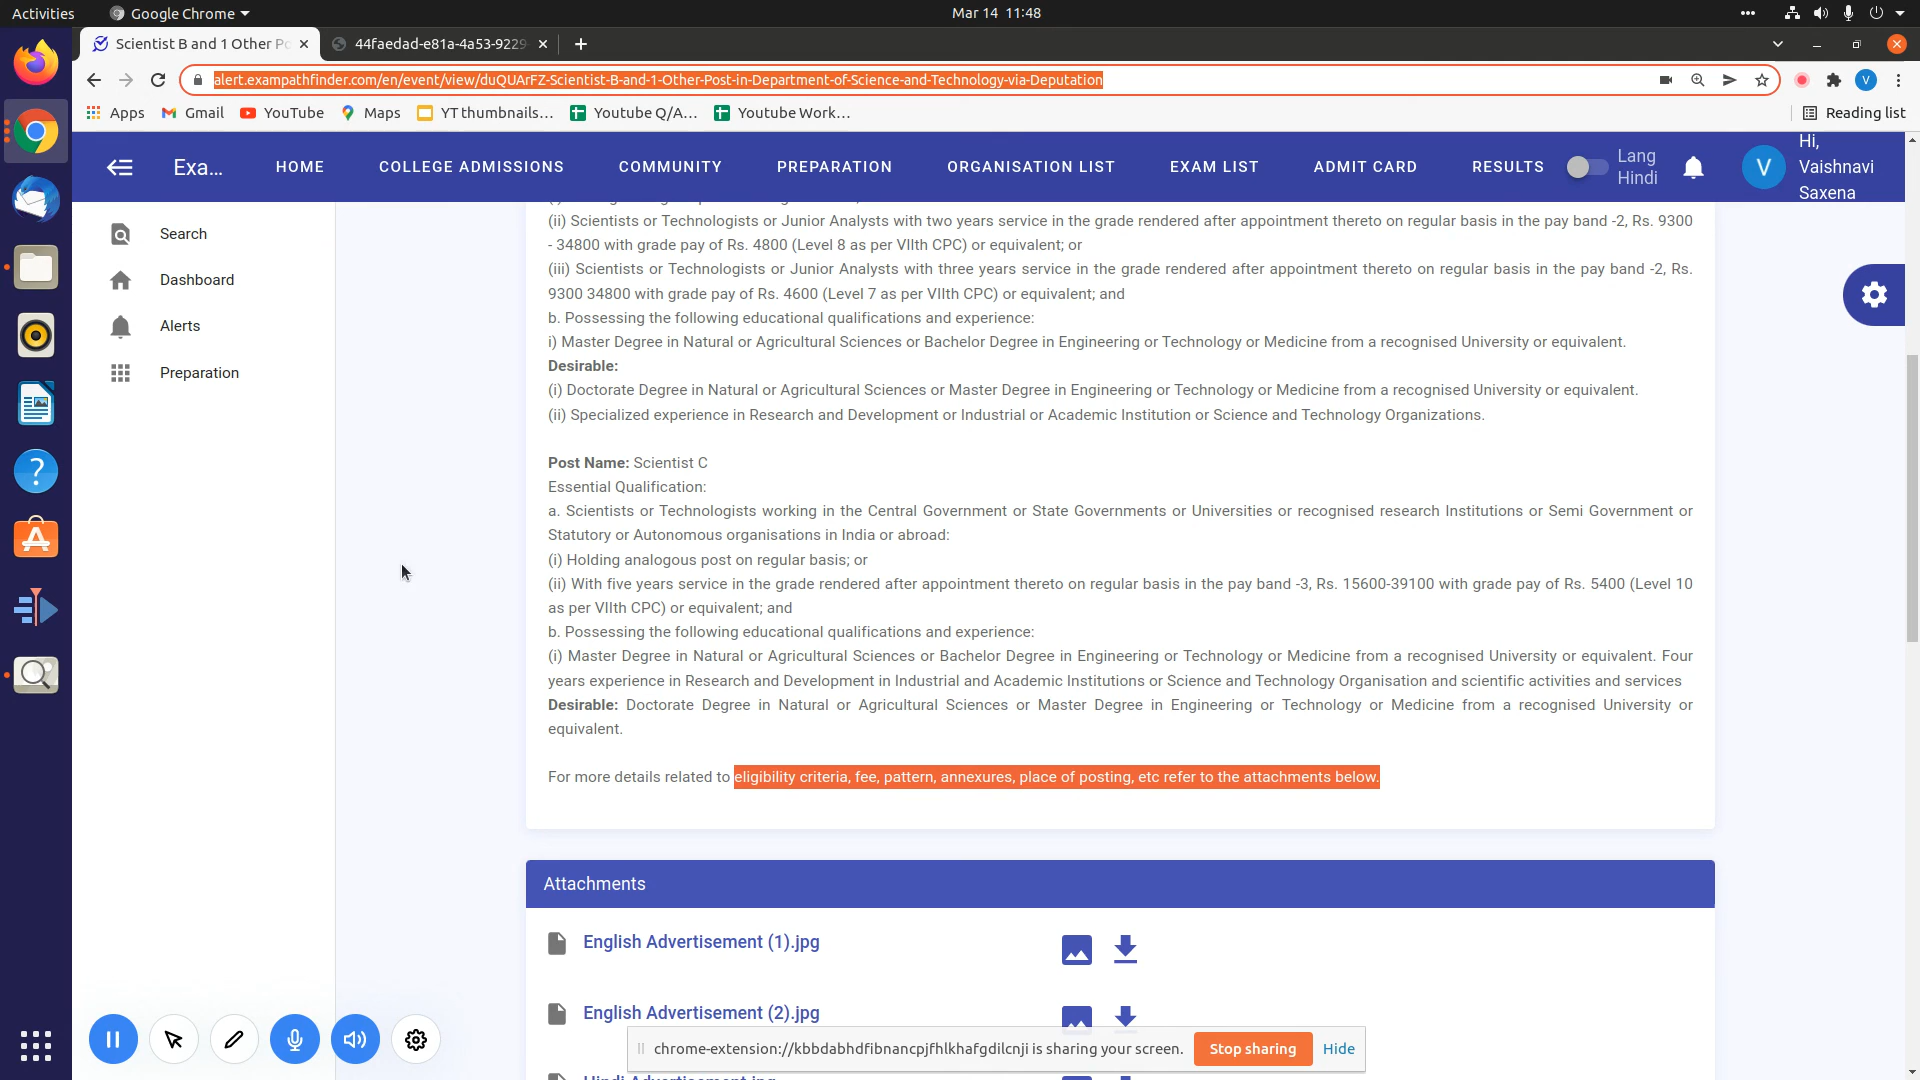 Activities
Google Chrome
Mar 14 11:48
Scientist B and 1 Other Po
44faedad-e81a-4a53-9229
alert.exampathfinder.com/en/event/view/duQUArFZ-Scientist-B-and-1-Other-Post-in-Department-of-Science-and-Technology-via-Deputation
V
Apps
Gmail
YouTube
Maps
YT thumbnails...
Youtube Q/A...
Youtube Work...
Reading list
Exa...
HOME
COLLEGE ADMISSIONS
COMMUNITY
PREPARATION
ORGANISATION LIST
EXAM LIST
ADMIT CARD
RESULTS
Lang
Hindi
V
Hi,
Vaishnavi
Saxena
Search
Dashboard
Alerts
Preparation
(ii) Scientists or Technologists or Junior Analysts with two years service in the grade rendered after appointment thereto on regular basis in the pay band -2, Rs. 9300
- 34800 with grade pay of Rs. 4800 (Level 8 as per VIIth CPC) or equivalent; or
(iii) Scientists or Technologists or Junior Analysts with three years service in the grade rendered after appointment thereto on regular basis in the pay band -2, Rs.
9300 34800 with grade pay of Rs. 4600 (Level 7 as per VIIth CPC) or equivalent; and
b. Possessing the following educational qualifications and experience:
i) Master Degree in Natural or Agricultural Sciences or Bachelor Degree in Engineering or Technology or Medicine from a recognised University or equivalent.
Desirable:
(i) Doctorate Degree in Natural or Agricultural Sciences or Master Degree in Engineering or Technology or Medicine from a recognised University or equivalent.
(ii) Specialized experience in Research and Development or Industrial or Academic Institution or Science and Technology Organizations.
Post Name: Scientist C
Essential Qualification:
a. Scientists or Technologists working in the Central Government or State Governments or Universities or recognised research Institutions or Semi Government or
Statutory or Autonomous organisations in India or abroad:
(i) Holding analogous post on regular basis; or
(ii) With five years service in the grade rendered after appointment thereto on regular basis in the pay band -3, Rs. 15600-39100 with grade pay of Rs. 5400 (Level 10
as per VIIth CPC) or equivalent; and
b. Possessing the following educational qualifications and experience:
(i) Master Degree in Natural or Agricultural Sciences or Bachelor Degree in Engineering or Technology or Medicine from a recognised University or equivalent. Four
years experience in Research and Development in Industrial and Academic Institutions or Science and Technology Organisation and scientific activities and services
Desirable: Doctorate Degree in Natural or Agricultural Sciences or Master Degree in Engineering or Technology or Medicine from a recognised University or
equivalent.
For more details related to eligibility criteria, fee, pattern, annexures, place of posting, etc refer to the attachments below.
Attachments
English Advertisement (1).jpg
English Advertisement (2).jpg
chrome-extension://kbbdabhdfibnancpjfhlkhafgdilcnji is sharing your screen.
Stop sharing
Hide